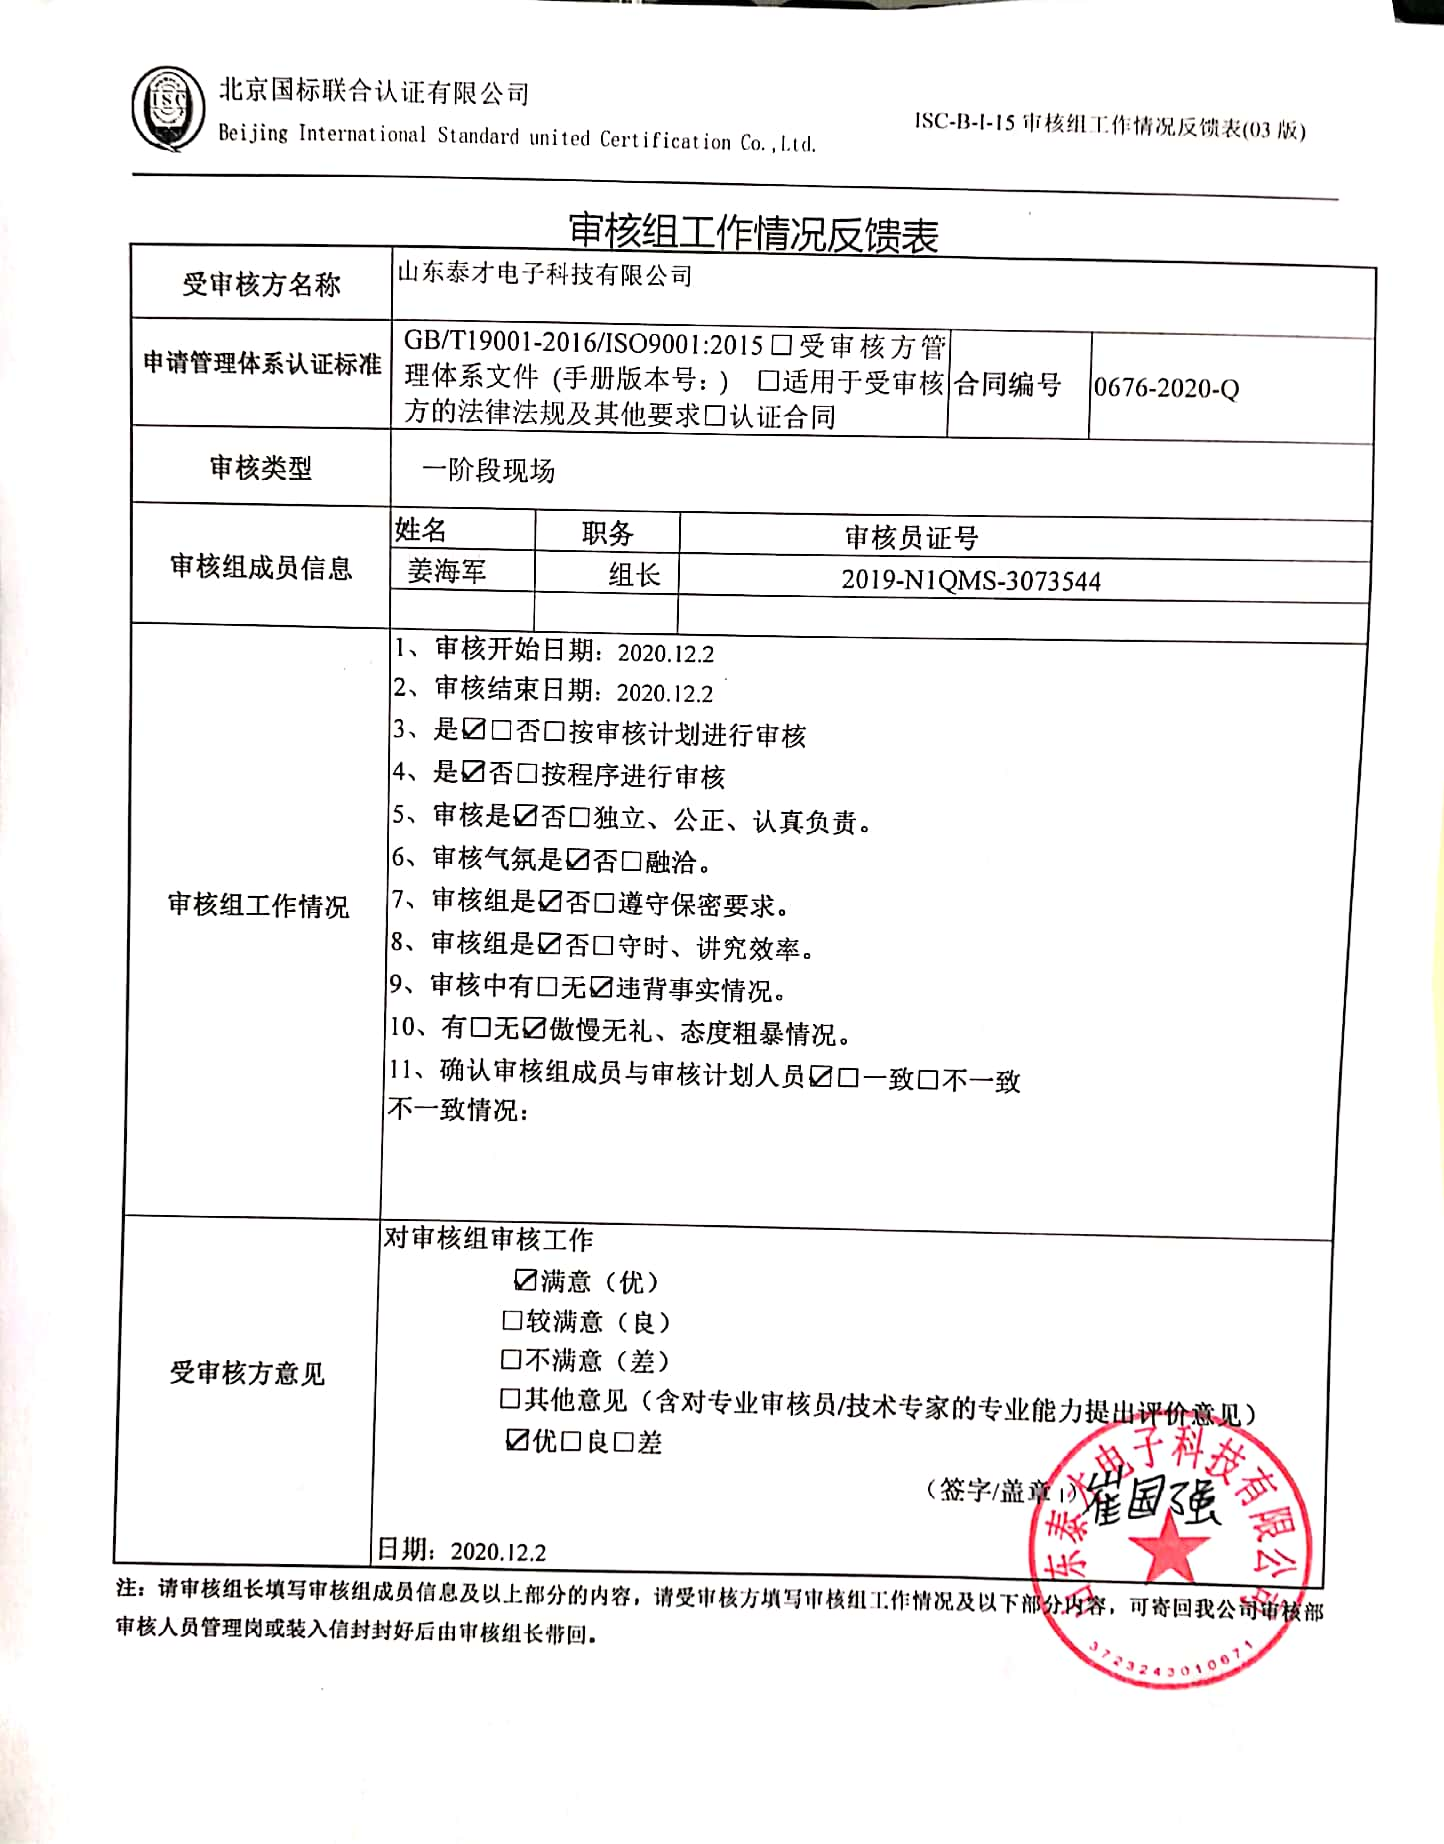 ISC
北京国标联合认证有限公司
Beijing International Standard united Certification Co.,Ltd.
ISC-B-I-15 审核组工作情况反馈表(03 版)
审核组工作情况反馈表
受审核方名称
山东泰才电子科技有限公司
申请管理体系认证标准
GB/T19001-2016/ISO9001:2015□受审核方管
理体系文件（手册版本号：） □适用于受审核
方的法律法规及其他要求□认证合同
合同编号
0676-2020-Q
审核类型
一阶段现场
审核组成员信息
姓名 职务 审核员证号
姜海军 组长 2019-N1QMS-3073544
审核组工作情况
1、审核开始日期：2020.12.2
2、审核结束日期：2020.12.2
3、是☑□否□按审核计划进行审核
4、是☑否□按程序进行审核
5、审核是☑否□独立、公正、认真负责。
6、审核气氛是☑否□融洽。
7、审核组是☑否□遵守保密要求。
8、审核组是☑否□守时、讲究效率。
9、审核中有□无☑违背事实情况。
10、有□无☑傲慢无礼、态度粗暴情况。
11、确认审核组成员与审核计划人员☑□一致□不一致
不一致情况：
受审核方意见
对审核组审核工作
☑满意（优）
□较满意（良）
□不满意（差）
□其他意见（含对专业审核员/技术专家的专业能力提出评价意见）
☑优□良□差
（签字/盖章）崔国强
日期：2020.12.2
山东泰才电子科技有限公司
3723243010671
注：请审核组长填写审核组成员信息及以上部分的内容，请受审核方填写审核组工作情况及以下部分内容，可寄回我公司审核部
审核人员管理岗或装入信封封好后由审核组长带回。